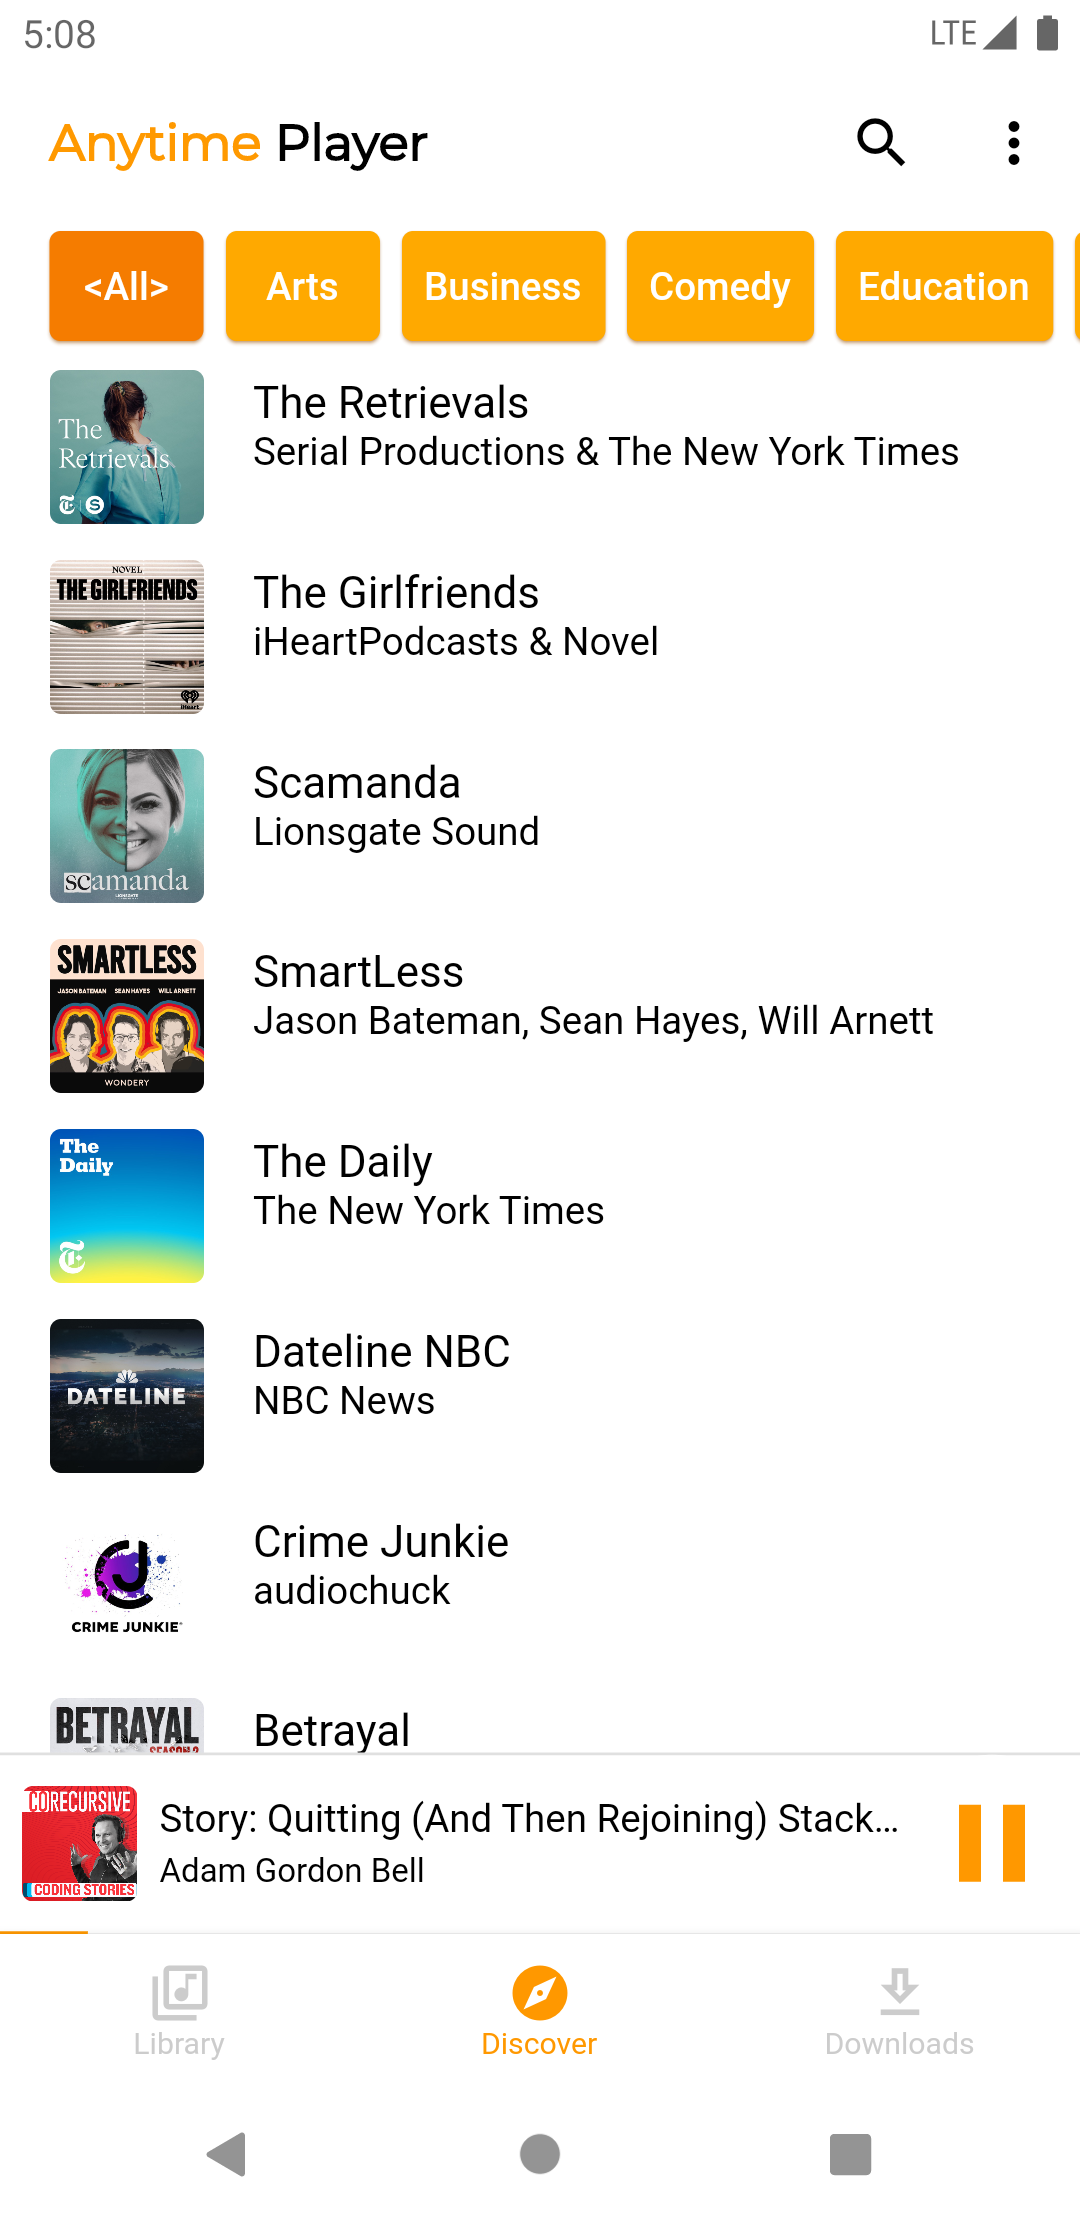 5:08
LTE
Anytime Player
<All>
Arts
Business
Comedy
Education
The
Retrievals
The Retrievals
Serial Productions & The New York Times
NOVEL
THE GIRLFRIENDS
iHeart
The Girlfriends
iHeartPodcasts & Novel
scamanda
LIONSGATE
Scamanda
Lionsgate Sound
SMARTLESS
JASON BATEMAN SEAN HAYES WILL ARNETT
WONDERY
SmartLess
Jason Bateman, Sean Hayes, Will Arnett
The
Daily
The Daily
The New York Times
DATELINE
Dateline NBC
NBC News
CRIME JUNKIE
Crime Junkie
audiochuck
BETRAYAL
SEASON 2
Betrayal
CORECURSIVE
CODING STORIES
Story: Quitting (And Then Rejoining) Stack...
Adam Gordon Bell
Library
Discover
Downloads